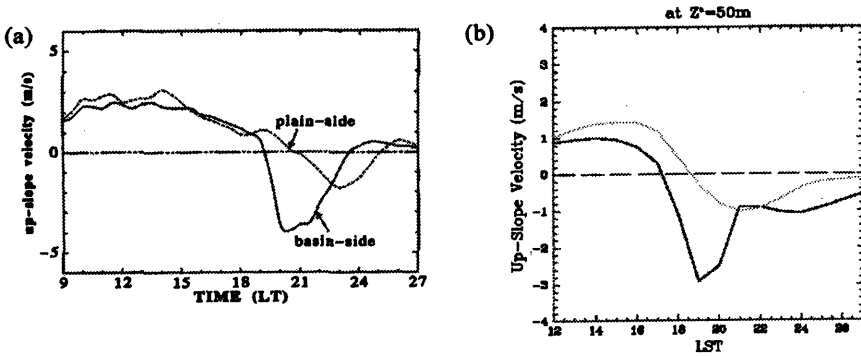 (a)
up-slope velocity (m/s)
5
0
-5
plain-side
basin-side
9 12 15 18 21 24 27
TIME (LT)
(b)
at Z*=50m
Up-Slope Velocity (m/s)
4
3
2
1
0
-1
-2
-3
-4
12 14 16 18 20 22 24 26
LST